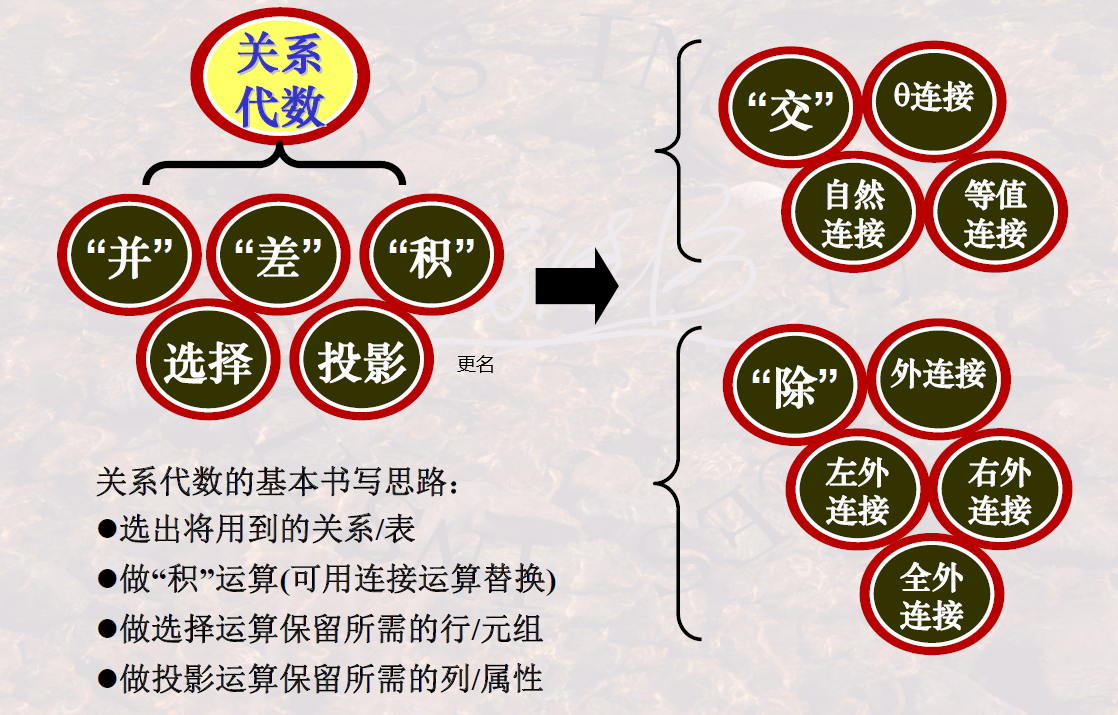 关系
代数
“并”
“差”
“积”
选择
投影
更名
“交”
θ连接
自然
连接
等值
连接
“除”
外连接
左外
连接
右外
连接
全外
连接
关系代数的基本书写思路：
●选出将用到的关系/表
●做“积”运算(可用连接运算替换)
●做选择运算保留所需的行/元组
●做投影运算保留所需的列/属性